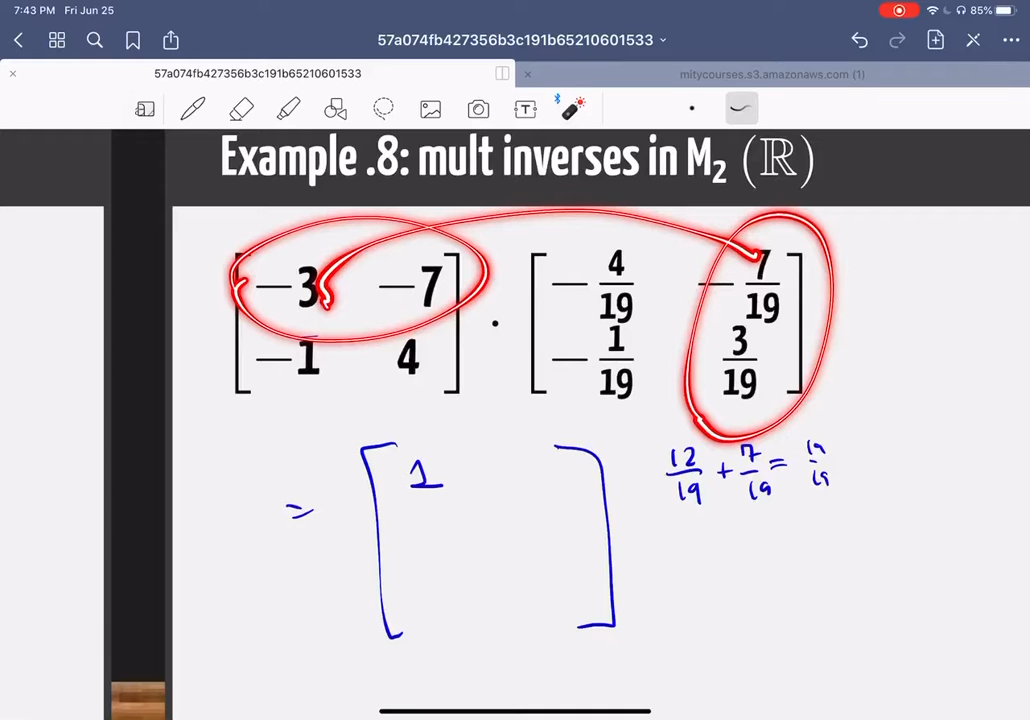 7:43 PM Fri Jun 25 85%
57a074fb427356b3c191b65210601533
57a074fb427356b3c191b65210601533 mitycourses.s3.amazonaws.com (1)
Example .8: mult inverses in M₂ (ℝ)
[ −3 −7 ] · [ −4/19 −7/19 ]
[ −1 4 ] [ −1/19 3/19 ]
= [ 1 ] 12/19 + 7/19 = 19/19